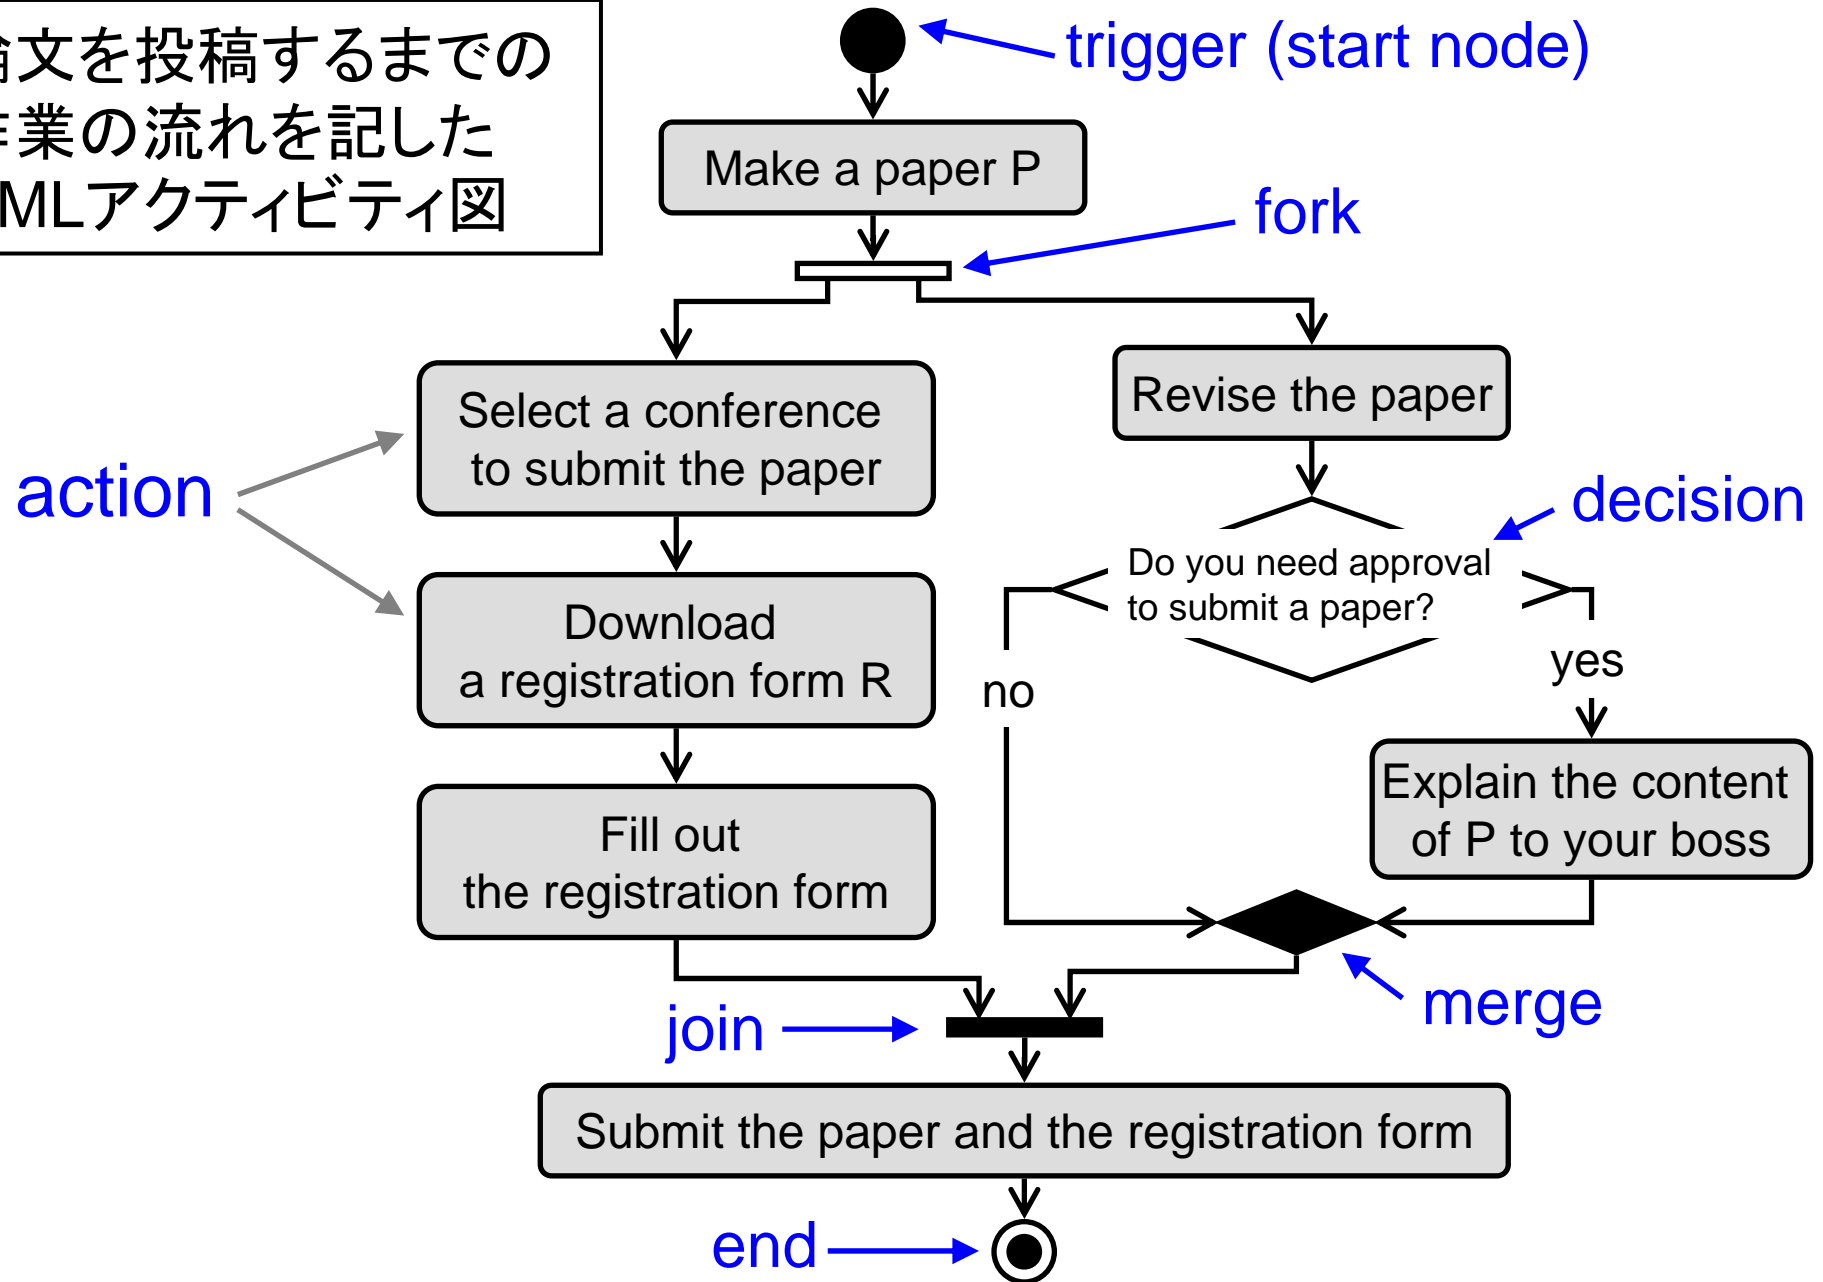 文を投稿するまでの
業の流れを記した
MLアクティビティ図
trigger (start node)
Make a paper P
fork
Select a conference
to submit the paper
Revise the paper
action
decision
Do you need approval
to submit a paper?
Download
a registration form R
no
yes
Explain the content
of P to your boss
Fill out
the registration form
merge
join
Submit the paper and the registration form
end